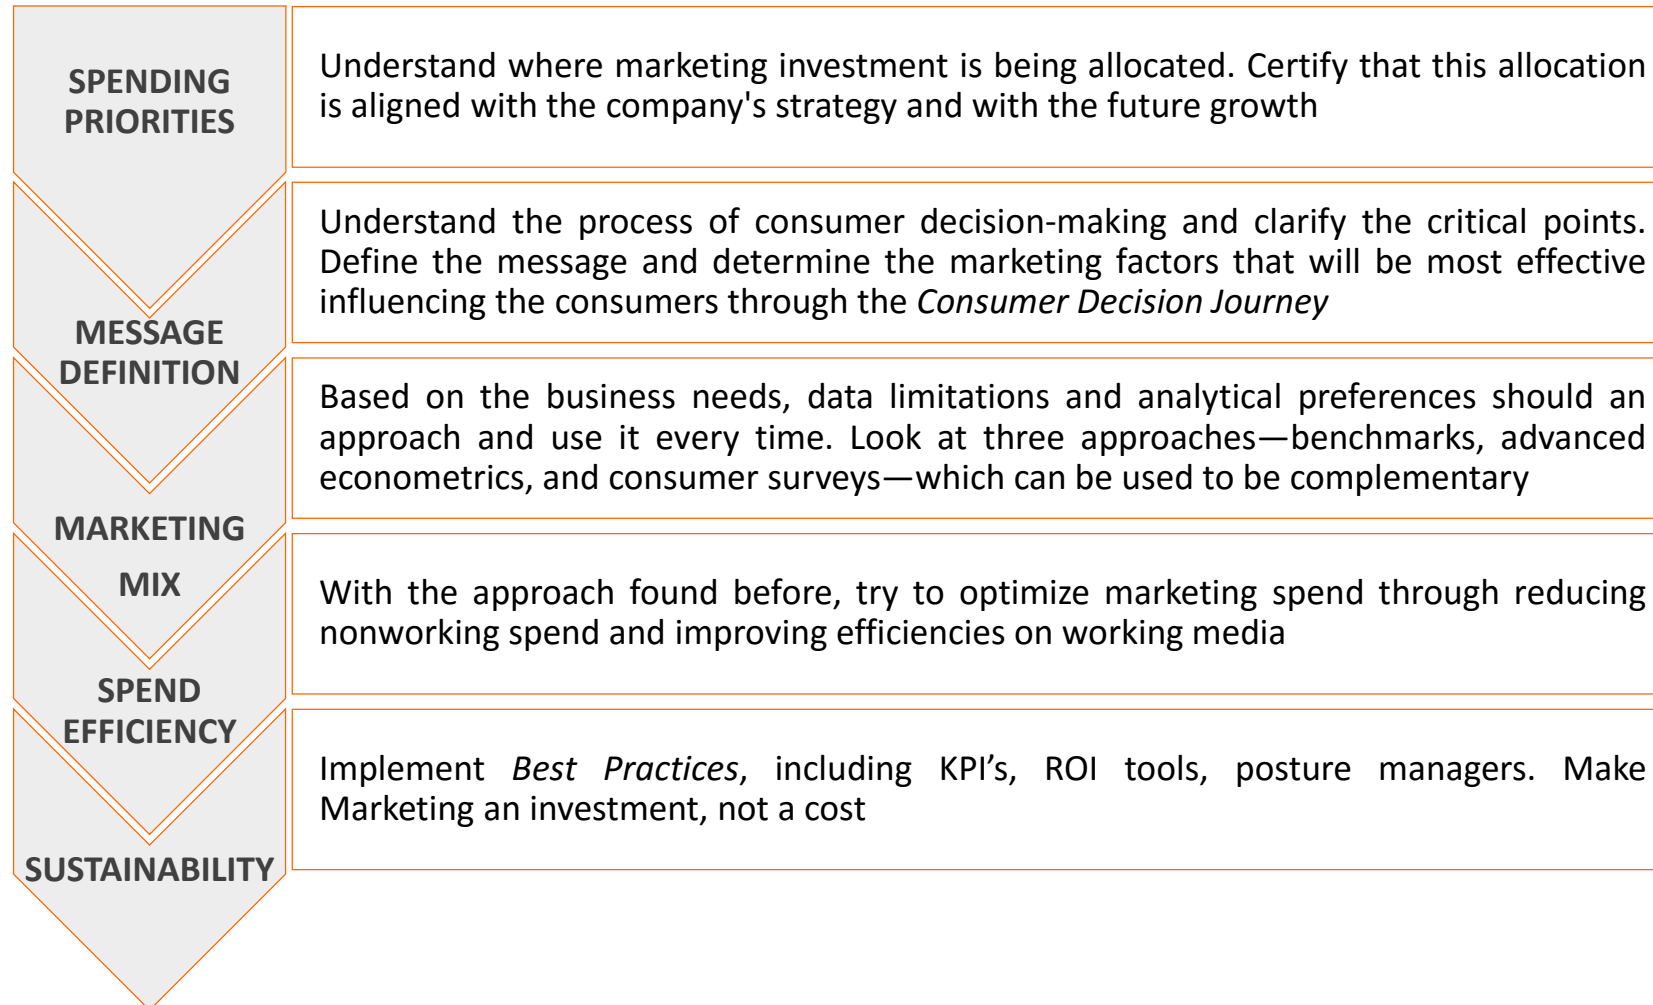 SPENDING
PRIORITIES
Understand where marketing investment is being allocated. Certify that this allocation
is aligned with the company's strategy and with the future growth
MESSAGE
DEFINITION
Understand the process of consumer decision-making and clarify the critical points.
Define the message and determine the marketing factors that will be most effective
influencing the consumers through the Consumer Decision Journey
MARKETING
MIX
Based on the business needs, data limitations and analytical preferences should an
approach and use it every time. Look at three approaches—benchmarks, advanced
econometrics, and consumer surveys—which can be used to be complementary
SPEND
EFFICIENCY
With the approach found before, try to optimize marketing spend through reducing
nonworking spend and improving efficiencies on working media
SUSTAINABILITY
Implement Best Practices, including KPI’s, ROI tools, posture managers. Make
Marketing an investment, not a cost